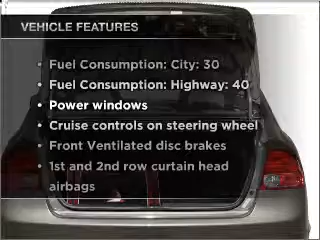 VEHICLE FEATURES
• Fuel Consumption: City: 30
• Fuel Consumption: Highway: 40
• Power windows
• Cruise controls on steering wheel
• Front Ventilated disc brakes
• 1st and 2nd row curtain head
airbags